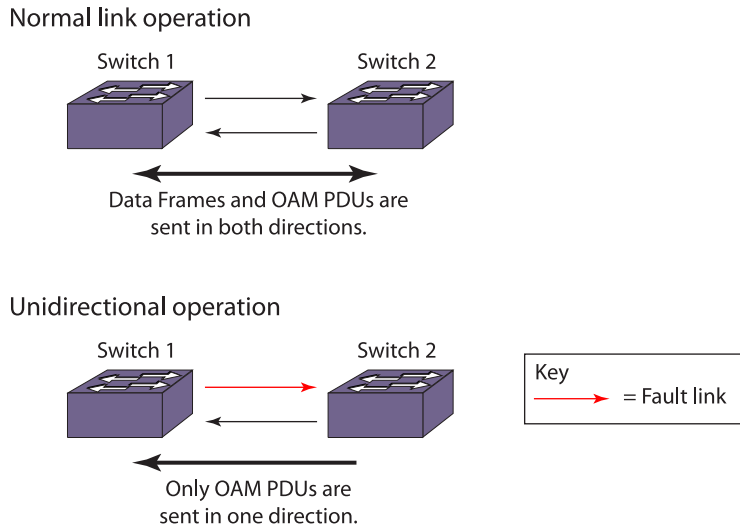 Normal link operation
Switch 1
Switch 2
Data Frames and OAM PDUs are
sent in both directions.
Unidirectional operation
Switch 1
Switch 2
Key
= Fault link
Only OAM PDUs are
sent in one direction.